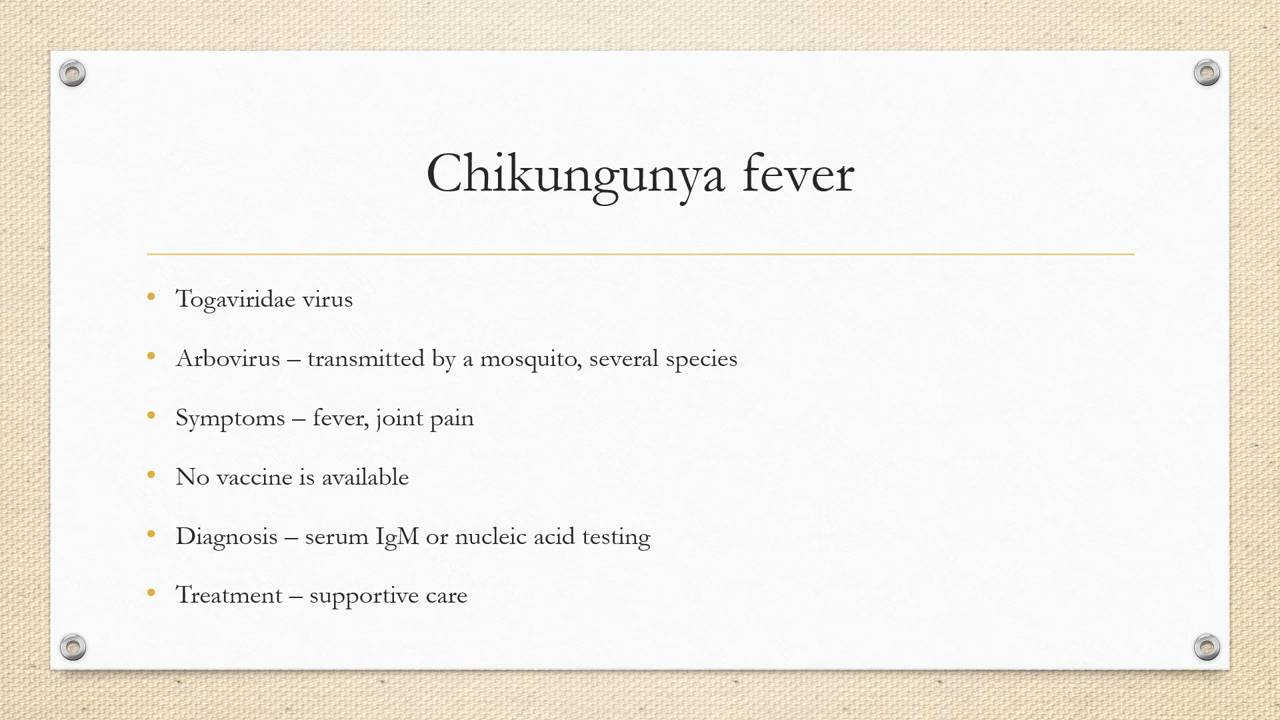 Chikungunya fever
• Togaviridae virus
• Arbovirus – transmitted by a mosquito, several species
• Symptoms – fever, joint pain
• No vaccine is available
• Diagnosis – serum IgM or nucleic acid testing
• Treatment – supportive care